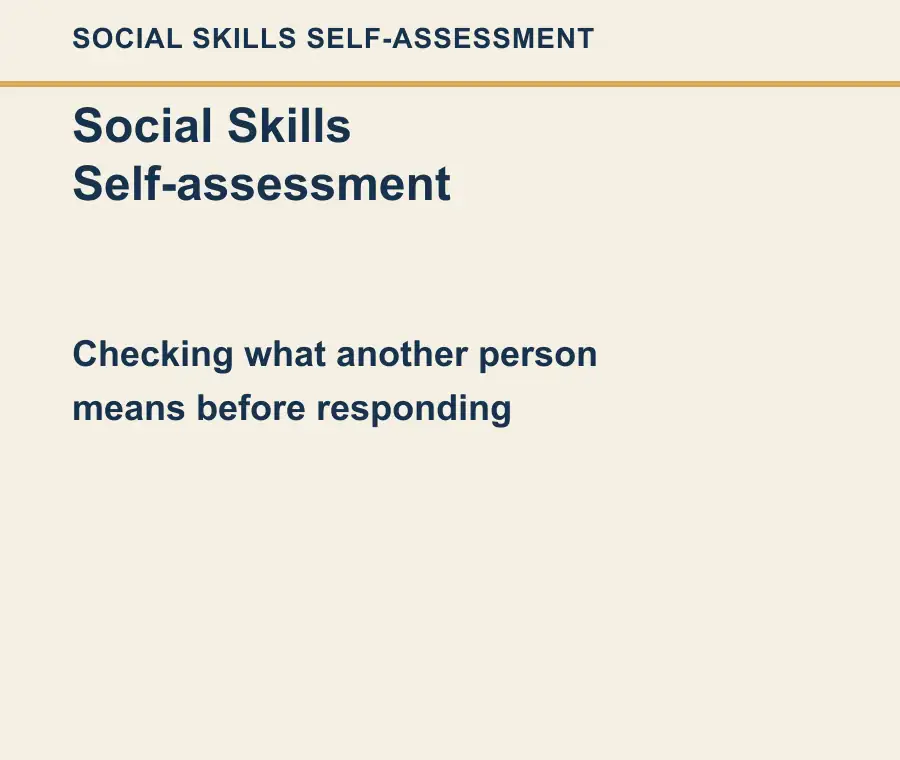 SOCIAL SKILLS SELF-ASSESSMENT
Social Skills
Self-assessment
Checking what another person
means before responding